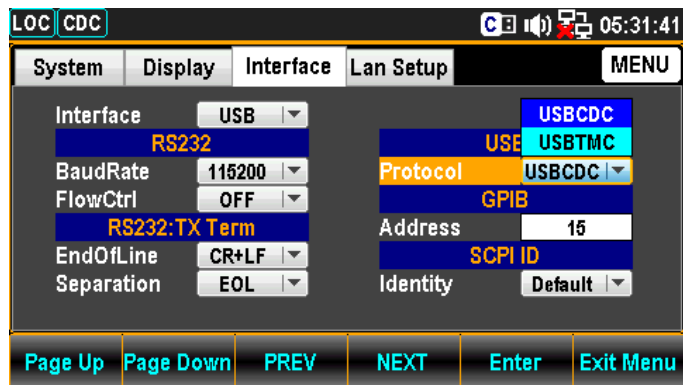 LOC CDC C 05:31:41
System Display Interface Lan Setup MENU
Interface USB USBCDC
RS232 USB USBTMC
BaudRate 115200 Protocol USBCDC
FlowCtrl OFF GPIB
RS232:TX Term Address 15
EndOfLine CR+LF SCPI ID
Separation EOL Identity Default
Page Up Page Down PREV NEXT Enter Exit Menu